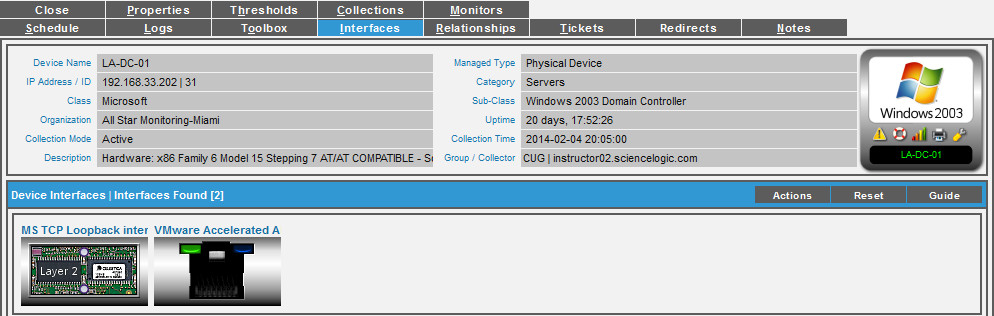 Close Properties Thresholds Collections Monitors
Schedule Logs Toolbox Interfaces Relationships Tickets Redirects Notes
Device Name LA-DC-01 Managed Type Physical Device
IP Address / ID 192.168.33.202 | 31 Category Servers
Class Microsoft Sub-Class Windows 2003 Domain Controller
Organization All Star Monitoring-Miami Uptime 20 days, 17:52:26
Collection Mode Active Collection Time 2014-02-04 20:05:00
Description Hardware: x86 Family 6 Model 15 Stepping 7 AT/AT COMPATIBLE - So Group / Collector CUG | instructor02.sciencelogic.com
Windows 2003
LA-DC-01
Device Interfaces | Interfaces Found [2] Actions Reset Guide
MS TCP Loopback inter VMware Accelerated A
Layer 2
CELESTICA